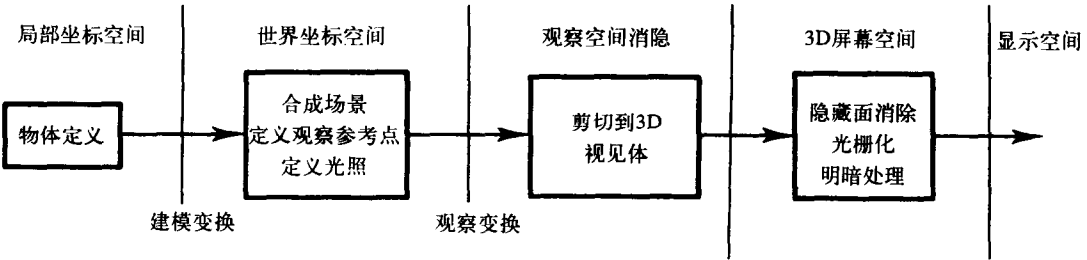 局部坐标空间
世界坐标空间
观察空间消隐
3D屏幕空间
显示空间
物体定义
合成场景
定义观察参考点
定义光照
剪切到3D
视见体
隐藏面消除
光栅化
明暗处理
建模变换
观察变换